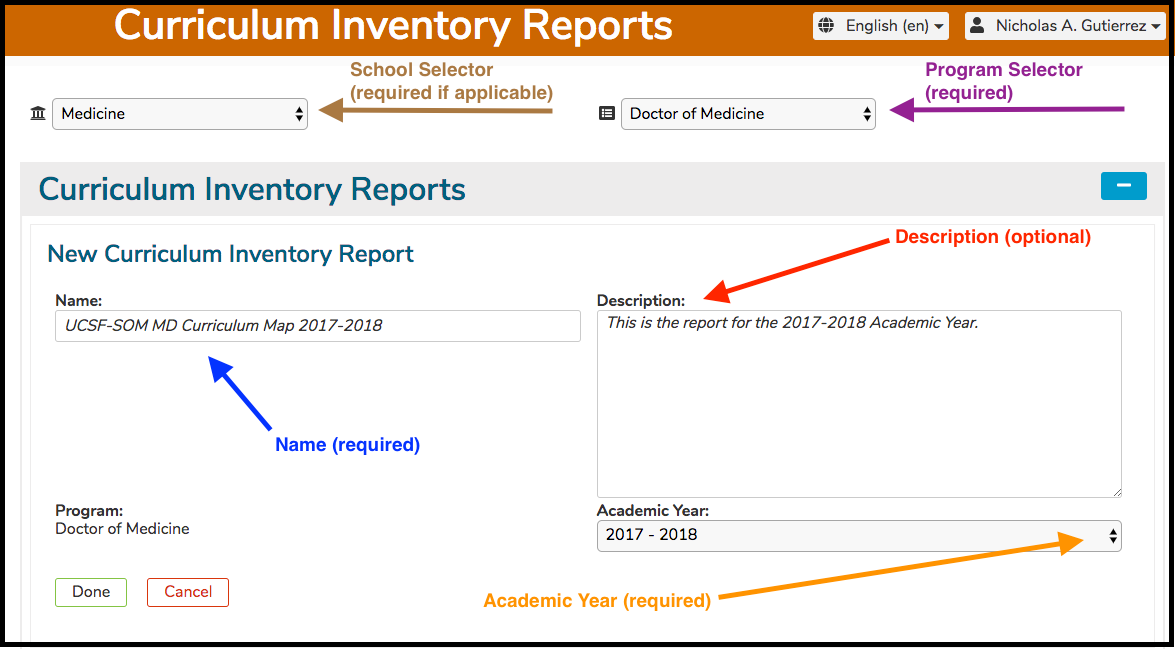 Curriculum Inventory Reports
English (en)
Nicholas A. Gutierrez
School Selector
(required if applicable)
Program Selector
(required)
Medicine
Doctor of Medicine
Curriculum Inventory Reports
New Curriculum Inventory Report
Description (optional)
Name:
UCSF-SOM MD Curriculum Map 2017-2018
Description:
This is the report for the 2017-2018 Academic Year.
Name (required)
Program:
Doctor of Medicine
Academic Year:
2017 - 2018
Done
Cancel
Academic Year (required)